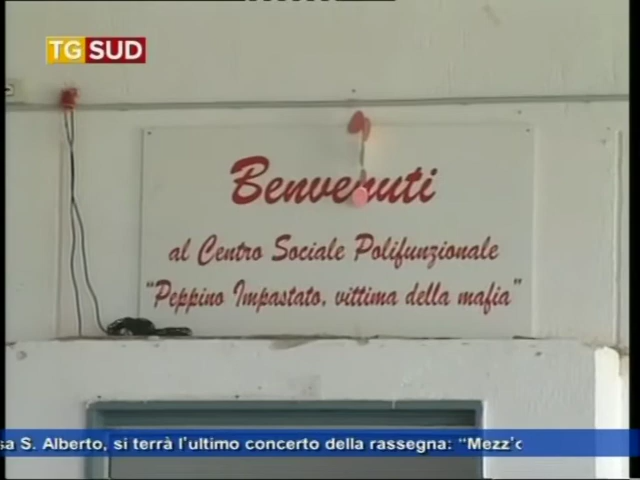 TG SUD
Benvenuti
al Centro Sociale Polifunzionale
"Peppino Impastato, vittima della mafia"
S. Alberto, si terrà l'ultimo concerto della rassegna: "Mezz'